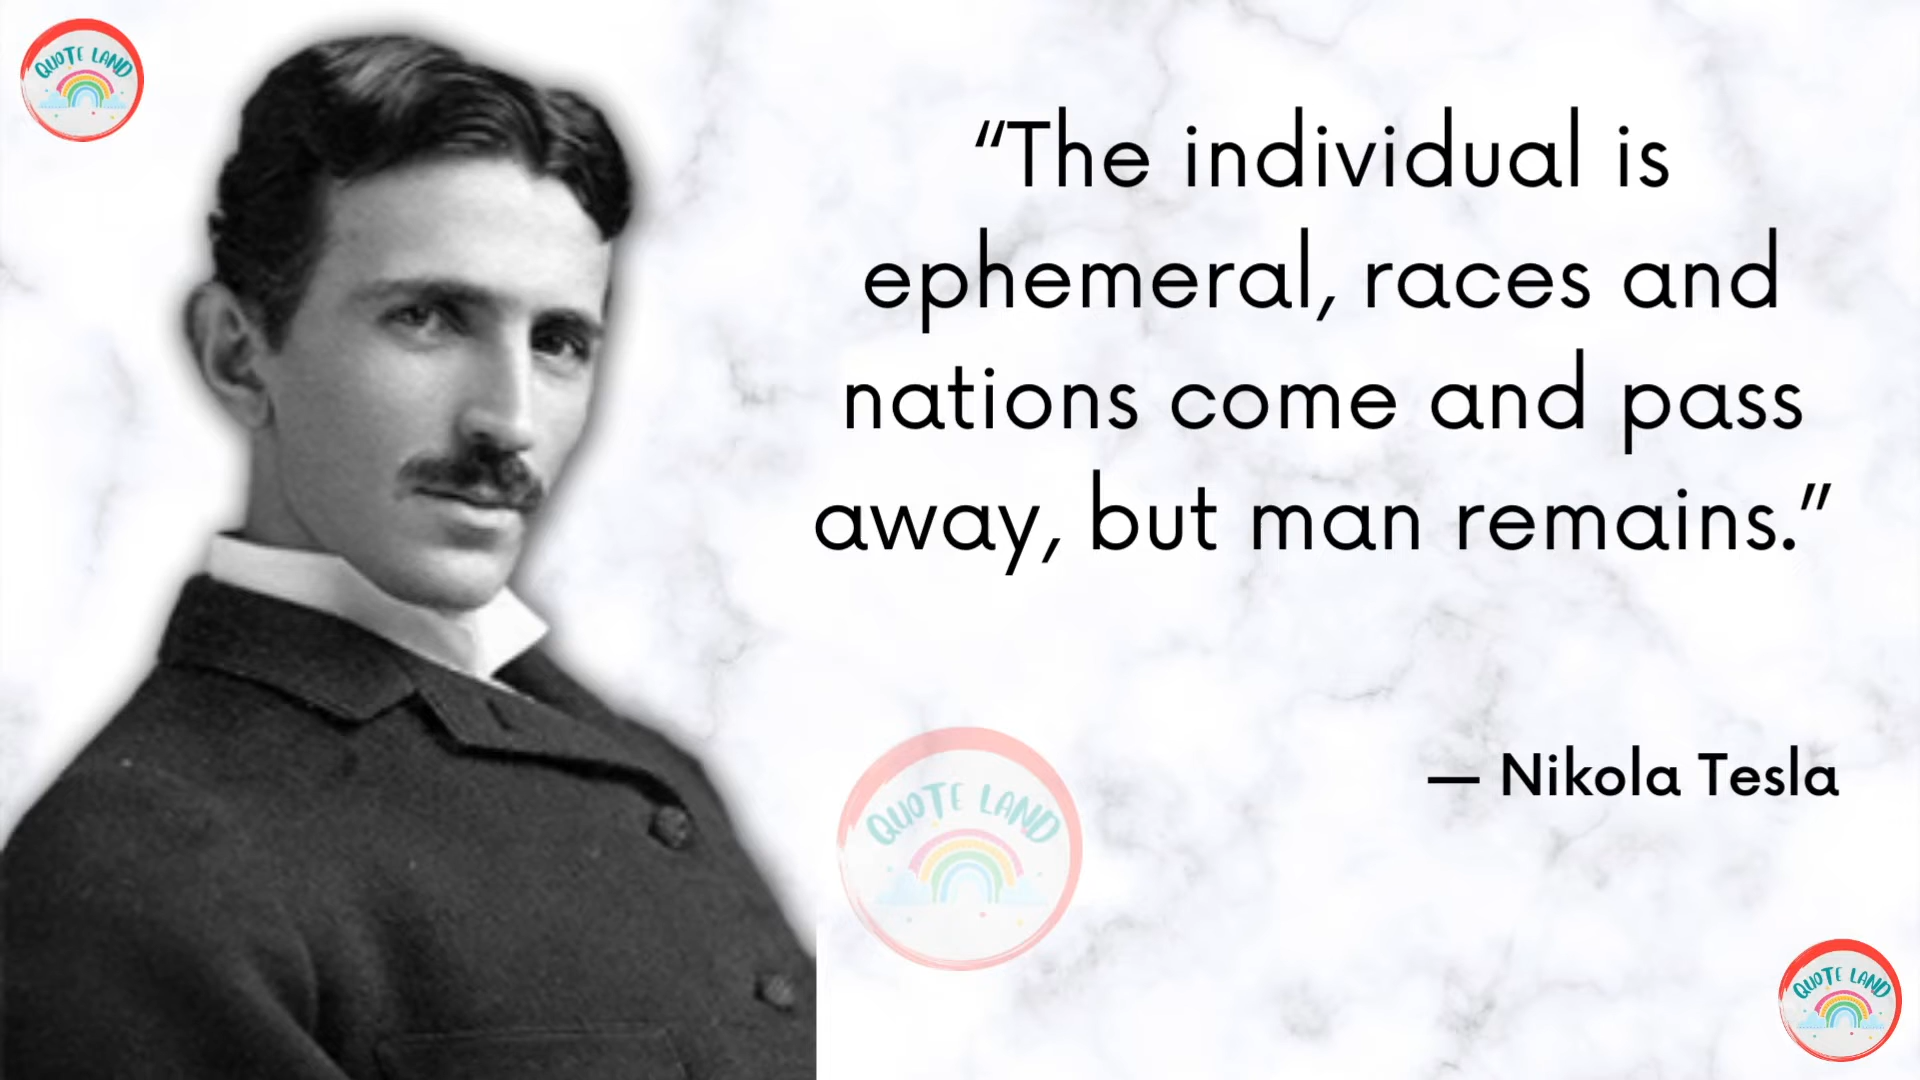 QUOTE LAND
“The individual is
ephemeral, races and
nations come and pass
away, but man remains.”
— Nikola Tesla
QUOTE LAND
QUOTE LAND